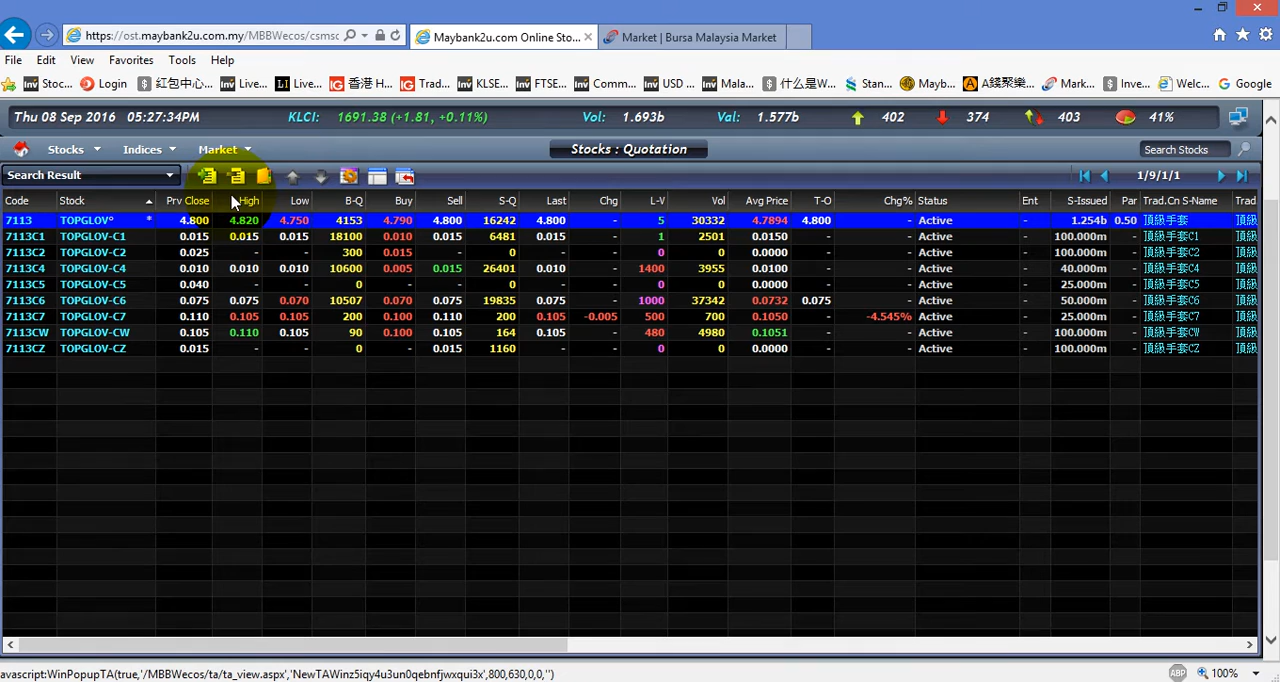 https://ost.maybank2u.com.my/MBBWecos/csmsc
Maybank2u.com Online Sto...
Market | Bursa Malaysia Market
File Edit View Favorites Tools Help
Stoc... Login 红包中心... Live... Live... 香港 H... Trad... KLSE... FTSE... Comm... USD ... Mala... 什么是W... Stan... Mayb... A錢聚樂... Mark... Inve... Welc... Google
Thu 08 Sep 2016 05:27:34PM KLCI: 1691.38 (+1.81, +0.11%) Vol: 1.693b Val: 1.577b 402 374 403 41%
Stocks Indices Market Stocks : Quotation Search Stocks
Search Result 1/9/1/1
Code Stock Prv Close High Low B-Q Buy Sell S-Q Last Chg L-V Vol Avg Price T-O Chg% Status Ent S-Issued Par Trad.Cn S-Name Trad
7113 TOPGLOV° * 4.800 4.820 4.750 4153 4.790 4.800 16242 4.800 - 5 30332 4.7894 4.800 - Active - 1.254b 0.50 頂級手套 頂級
7113C1 TOPGLOV-C1 0.015 0.015 0.015 18100 0.010 0.015 6481 0.015 - 1 2501 0.0150 - - Active - 100.000m - 頂級手套C1 頂級
7113C2 TOPGLOV-C2 0.025 - - 300 0.015 - 0 - - 0 0 0.0000 - - Active - 100.000m - 頂級手套C2 頂級
7113C4 TOPGLOV-C4 0.010 0.010 0.010 10600 0.005 0.015 26401 0.010 - 1400 3955 0.0100 - - Active - 40.000m - 頂級手套C4 頂級
7113C5 TOPGLOV-C5 0.040 - - 0 - - 0 - - 0 0 0.0000 - - Active - 25.000m - 頂級手套C5 頂級
7113C6 TOPGLOV-C6 0.075 0.075 0.070 10507 0.070 0.075 19835 0.075 - 1000 37342 0.0732 0.075 - Active - 50.000m - 頂級手套C6 頂級
7113C7 TOPGLOV-C7 0.110 0.105 0.105 200 0.100 0.110 200 0.105 -0.005 500 700 0.1050 - -4.545% Active - 25.000m - 頂級手套C7 頂級
7113CW TOPGLOV-CW 0.105 0.110 0.105 90 0.100 0.105 164 0.105 - 480 4980 0.1051 - - Active - 100.000m - 頂級手套CW 頂級
7113CZ TOPGLOV-CZ 0.015 - - 0 - 0.015 1160 - - 0 0 0.0000 - - Active - 100.000m - 頂級手套CZ 頂級
avascript:WinPopupTA(true,'/MBBWecos/ta/ta_view.aspx','NewTAWinz5iqy4u3un0qebnfjwxqui3x',800,630,0,0,'') 100%